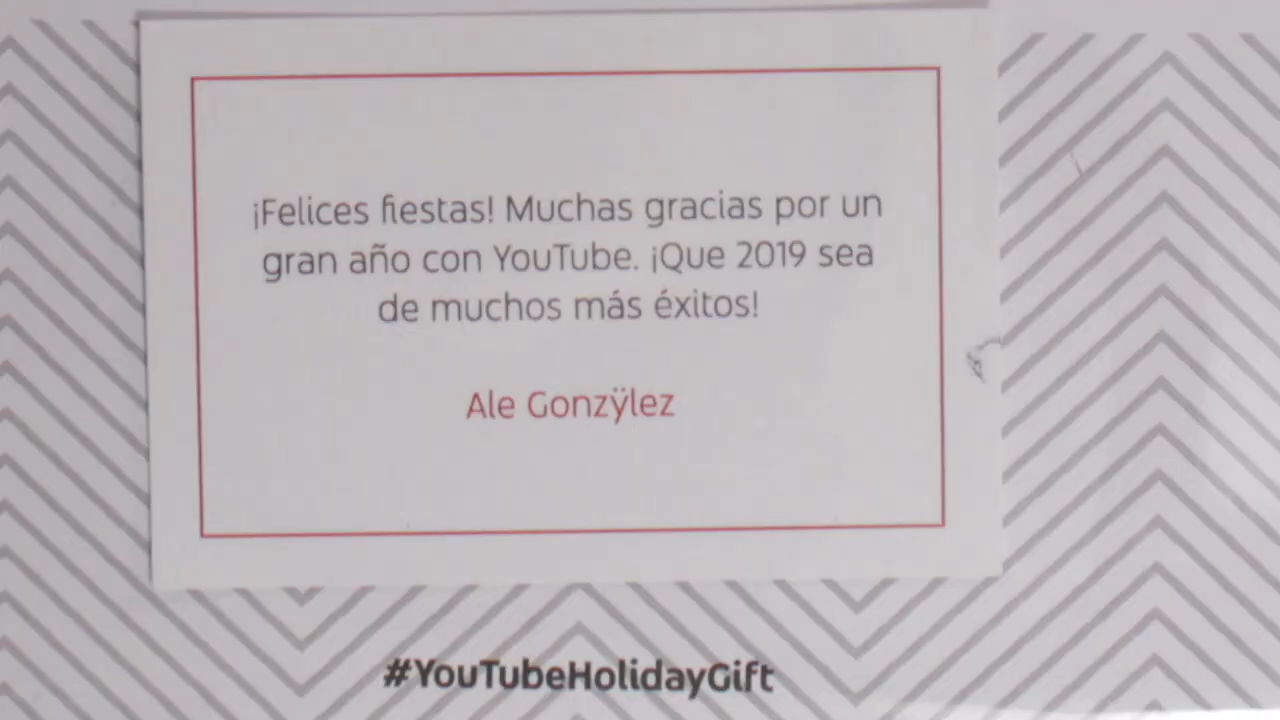 ¡Felices fiestas! Muchas gracias por un
gran año con YouTube. ¡Que 2019 sea
de muchos más éxitos!
Ale Gonzÿlez
#YouTubeHolidayGift